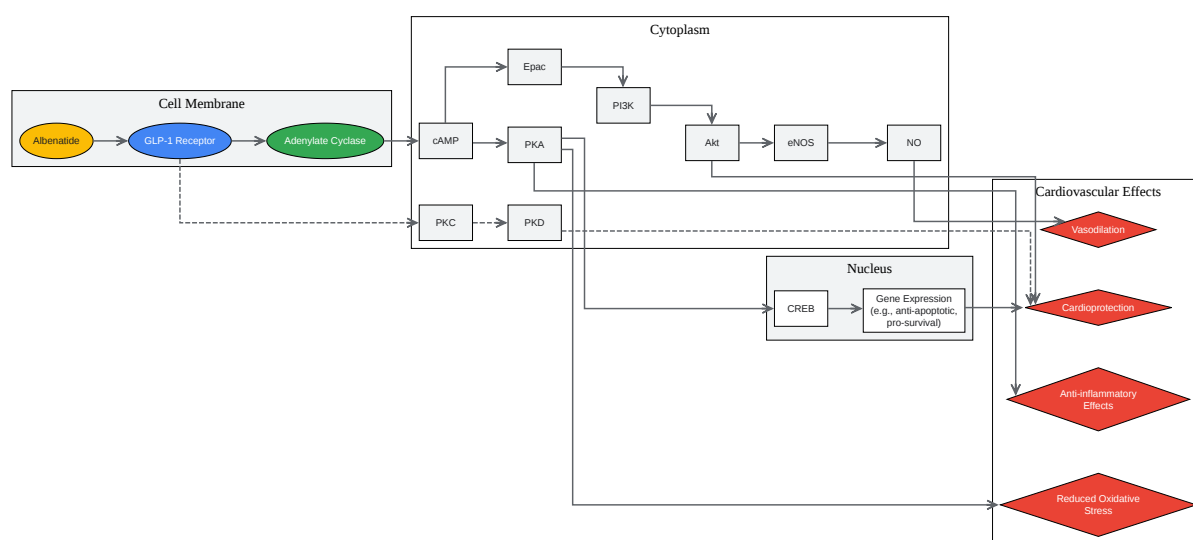 Cytoplasm
Epac
PI3K
Cell Membrane
Albenatide
GLP-1 Receptor
Adenylate Cyclase
cAMP
PKA
Akt
eNOS
NO
PKC
PKD
Cardiovascular Effects
Vasodilation
Nucleus
CREB
Gene Expression
(e.g., anti-apoptotic,
pro-survival)
Cardioprotection
Anti-inflammatory
Effects
Reduced Oxidative
Stress